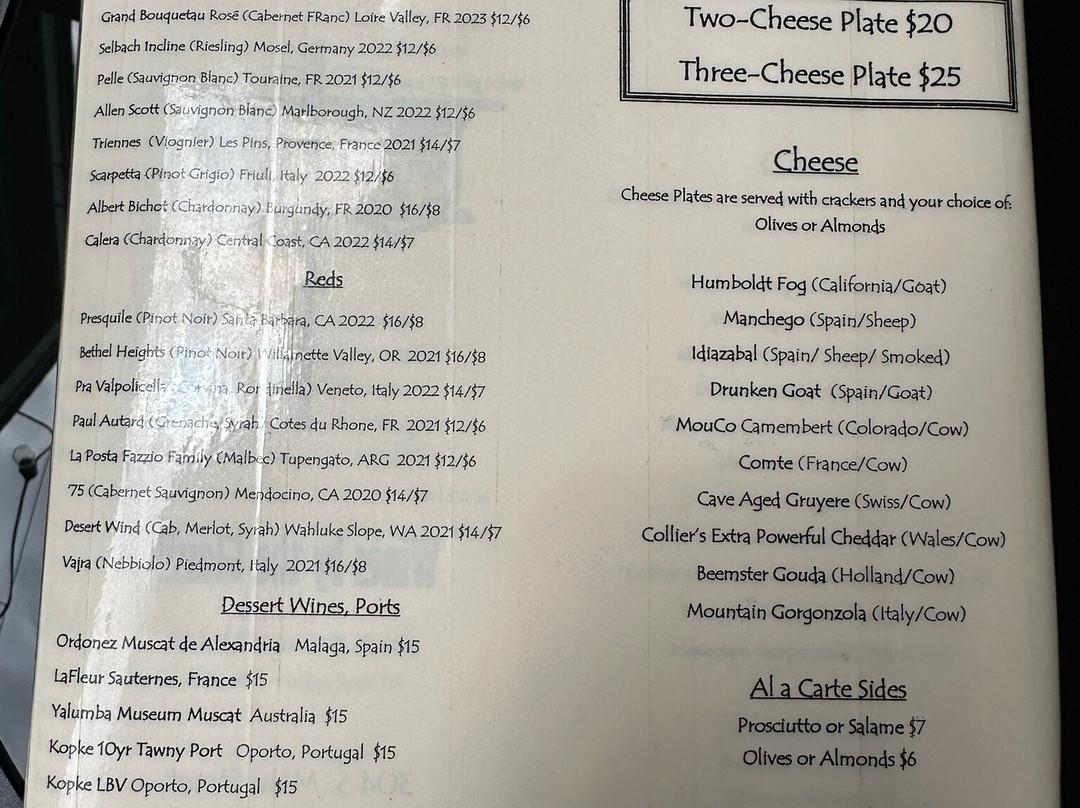 Grand Bouquetau Rosé (Cabernet FRanc) Loire Valley, FR 2023 $12/$6
Selbach Incline (Riesling) Mosel, Germany 2022 $12/$6
Pelle (Sauvignon Blanc) Touraine, FR 2021 $12/$6
Allen Scott (Sauvignon Blanc) Marlborough, NZ 2022 $12/$6
Triennes (Viognier) Les Pins, Provence, France 2021 $14/$7
Scarpetta (Pinot Grigio) Friuli, Italy 2022 $12/$6
Albert Bichot (Chardonnay) Burgundy, FR 2020 $16/$8
Calera (Chardonnay) Central Coast, CA 2022 $14/$7
Reds
Presquile (Pinot Noir) Santa Barbara, CA 2022 $16/$8
Bethel Heights (Pinot Noir) Willamette Valley, OR 2021 $16/$8
Pra Valpolicella (Corvina, Rondinella) Veneto, Italy 2022 $14/$7
Paul Autard (Grenache, Syrah) Cotes du Rhone, FR 2021 $12/$6
La Posta Fazzio Family (Malbec) Tupengato, ARG 2021 $12/$6
'75 (Cabernet Sauvignon) Mendocino, CA 2020 $14/$7
Desert Wind (Cab, Merlot, Syrah) Wahluke Slope, WA 2021 $14/$7
Vajra (Nebbiolo) Piedmont, Italy 2021 $16/$8
Dessert Wines, Ports
Ordonez Muscat de Alexandria Malaga, Spain $15
LaFleur Sauternes, France $15
Yalumba Museum Muscat Australia $15
Kopke 10yr Tawny Port Oporto, Portugal $15
Kopke LBV Oporto, Portugal $15
Two-Cheese Plate $20
Three-Cheese Plate $25
Cheese
Cheese Plates are served with crackers and your choice of:
Olives or Almonds
Humboldt Fog (California/Goat)
Manchego (Spain/Sheep)
Idiazabal (Spain/ Sheep/ Smoked)
Drunken Goat (Spain/Goat)
MouCo Camembert (Colorado/Cow)
Comte (France/Cow)
Cave Aged Gruyere (Swiss/Cow)
Collier's Extra Powerful Cheddar (Wales/Cow)
Beemster Gouda (Holland/Cow)
Mountain Gorgonzola (Italy/Cow)
Al a Carte Sides
Prosciutto or Salame $7
Olives or Almonds $6